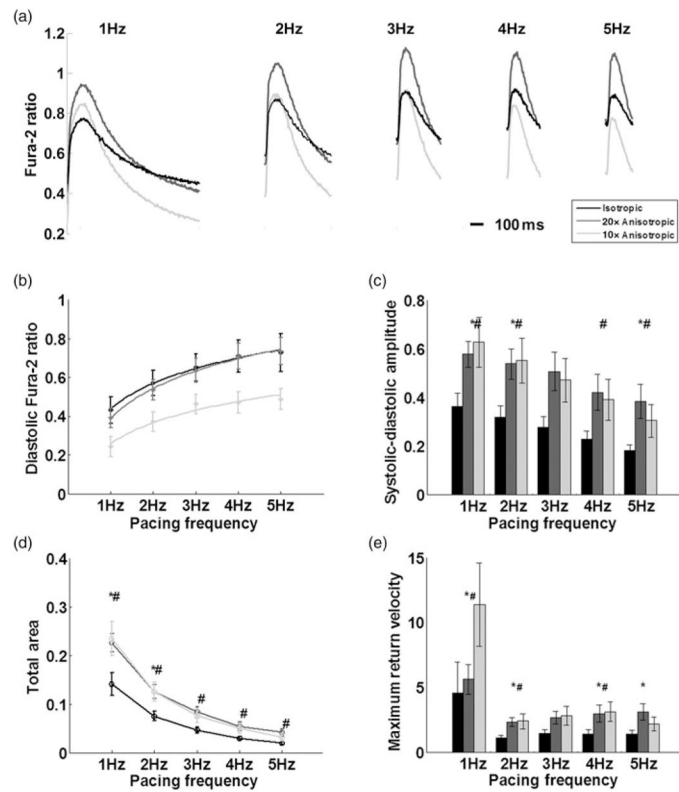 (a)
1Hz 2Hz 3Hz 4Hz 5Hz
Fura-2 ratio
1.2
1
0.8
0.6
0.4
0.2
100 ms
Isotropic
20× Anisotropic
10× Anisotropic
(b)
Diastolic Fura-2 ratio
1
0.8
0.6
0.4
0.2
0
1Hz 2Hz 3Hz 4Hz 5Hz
Pacing frequency
(c)
Systolic-diastolic amplitude
0.8
0.6
0.4
0.2
0
*# *# # *#
1Hz 2Hz 3Hz 4Hz 5Hz
Pacing frequency
(d)
Total area
0.4
0.3
0.2
0.1
0
*# *# # # #
1Hz 2Hz 3Hz 4Hz 5Hz
Pacing frequency
(e)
Maximum return velocity
15
10
5
0
*# *# *# *
1Hz 2Hz 3Hz 4Hz 5Hz
Pacing frequency